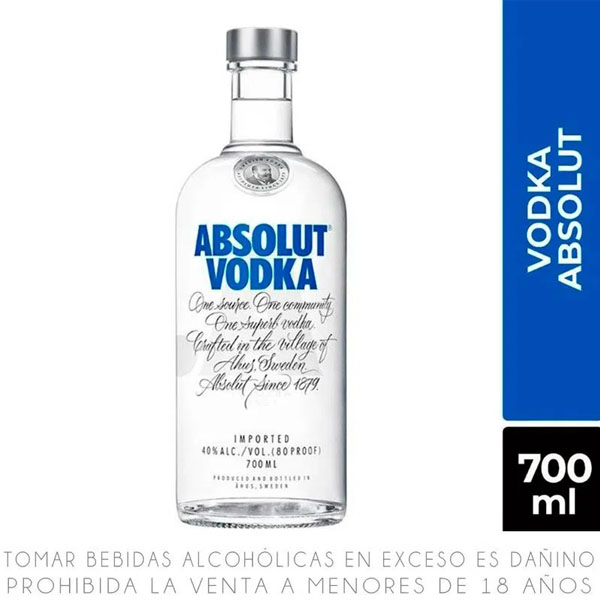 ABSOLUT
VODKA
One source. One community.
One superb vodka.
Crafted in the village of
Åhus, Sweden.
Absolut Since 1879.
IMPORTED
40% ALC./VOL. (80 PROOF)
700ML
PRODUCED AND BOTTLED IN
ÅHUS, SWEDEN
VODKA
ABSOLUT
700
ml
TOMAR BEBIDAS ALCOHÓLICAS EN EXCESO ES DAÑINO
PROHIBIDA LA VENTA A MENORES DE 18 AÑOS